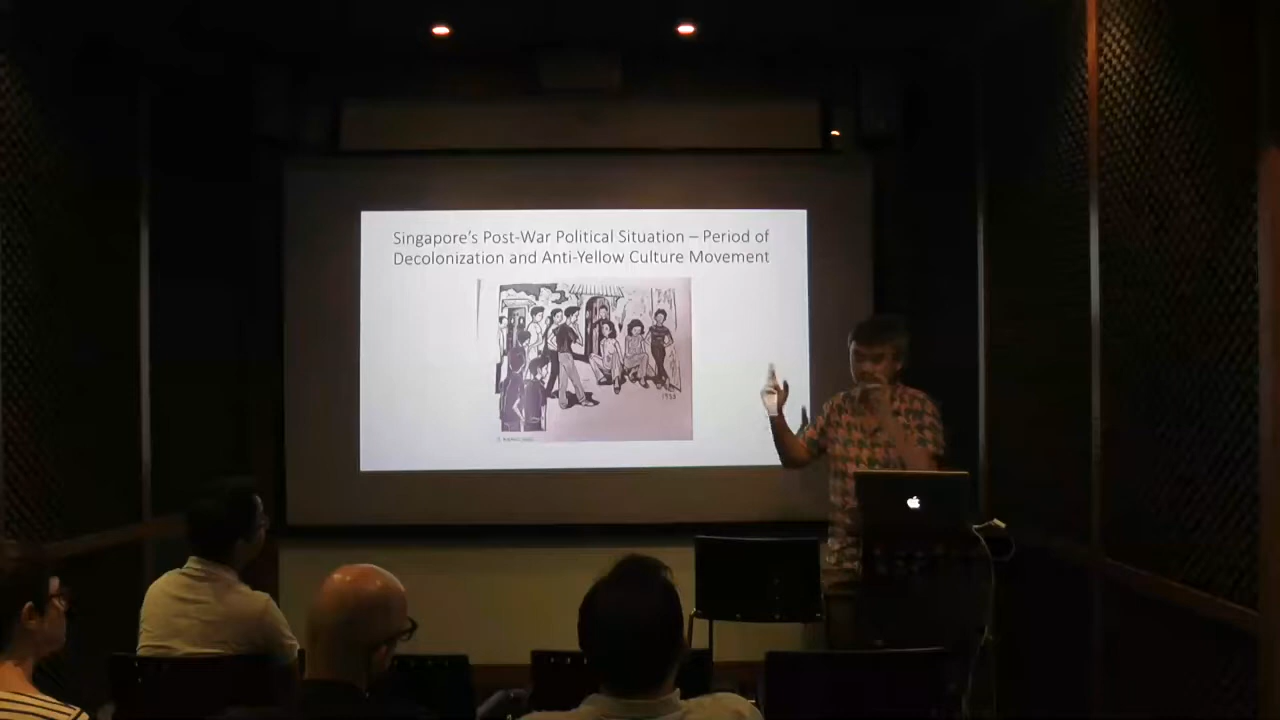 Singapore's Post-War Political Situation – Period of
Decolonization and Anti-Yellow Culture Movement